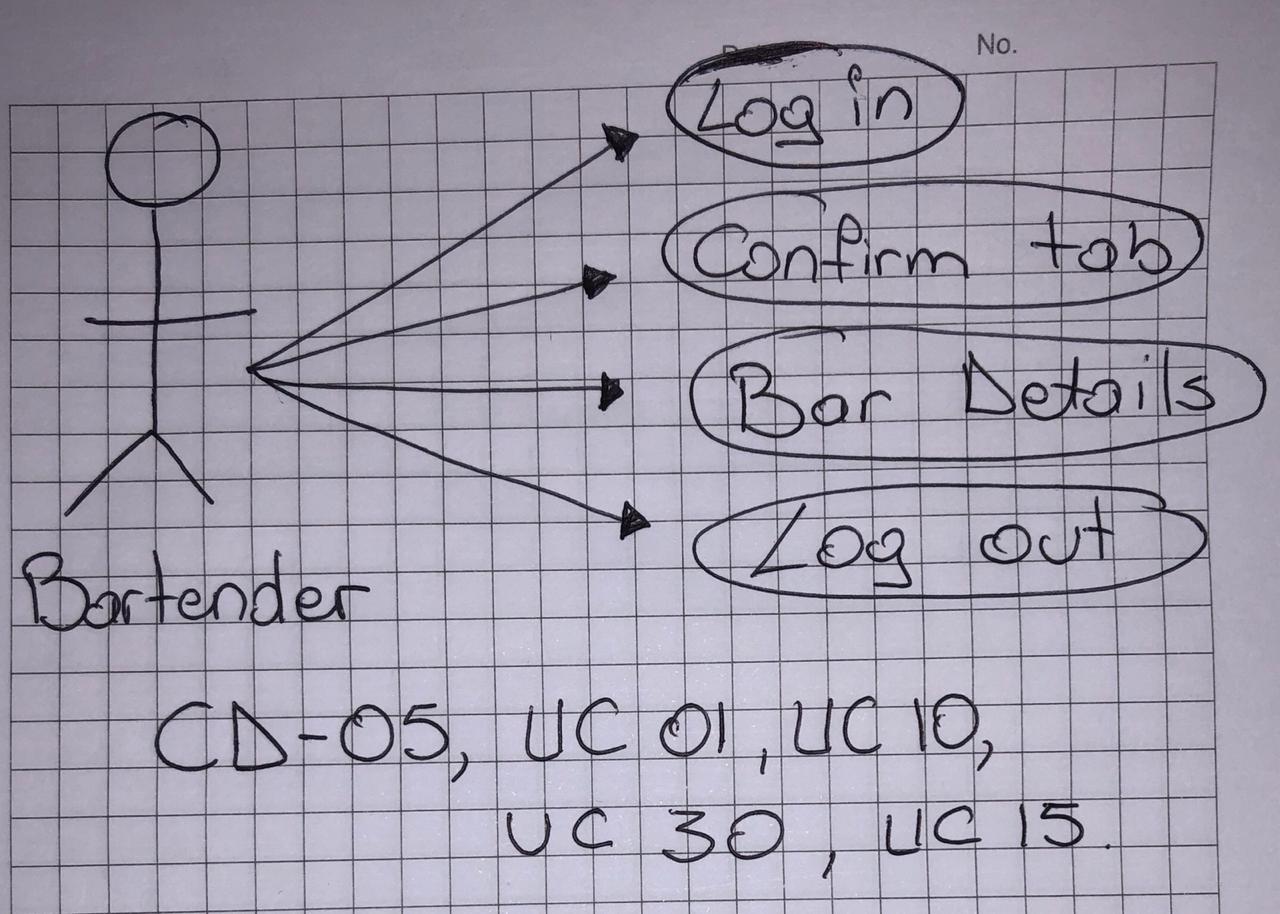 No.
Log in
Confirm tab
Bar Details
Log out
Bartender
CD-05, UC 01, UC 10,
UC 30, UC 15.